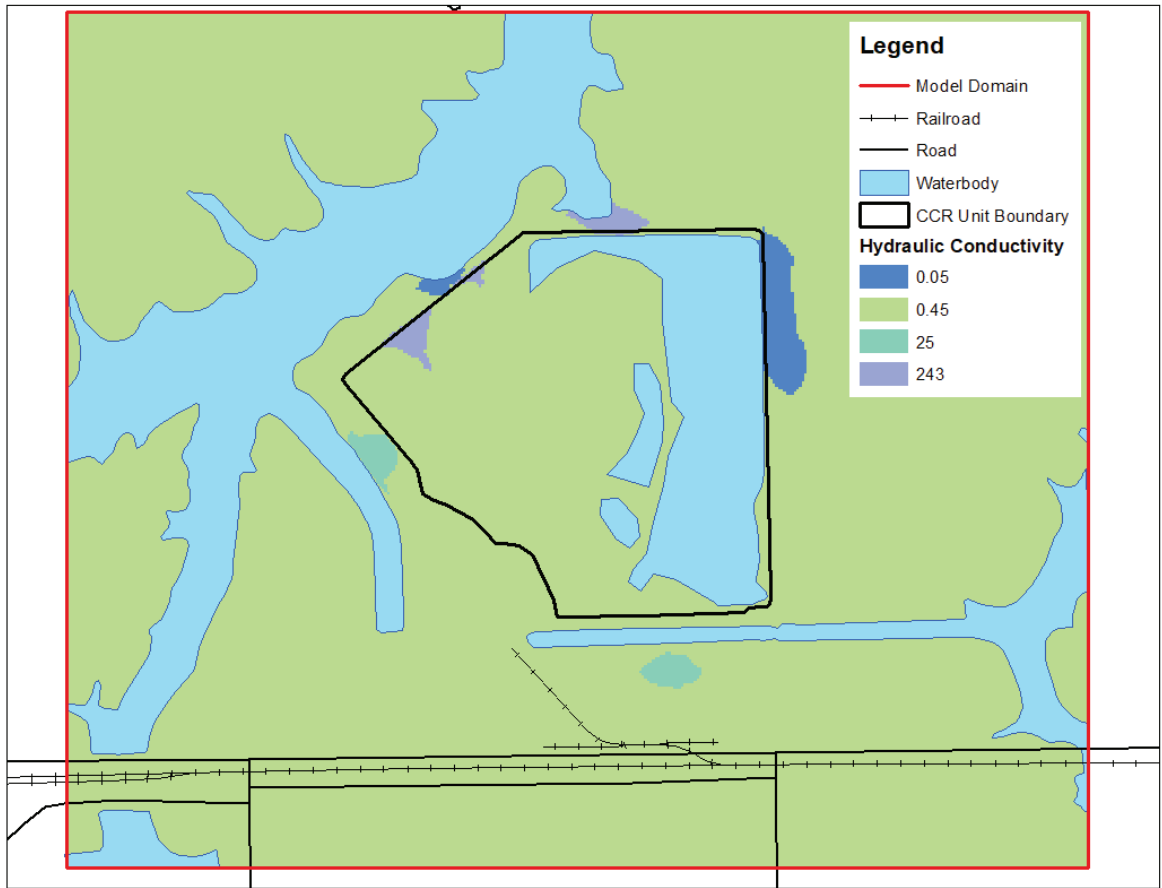 Legend
Model Domain
Railroad
Road
Waterbody
CCR Unit Boundary
Hydraulic Conductivity
0.05
0.45
25
243